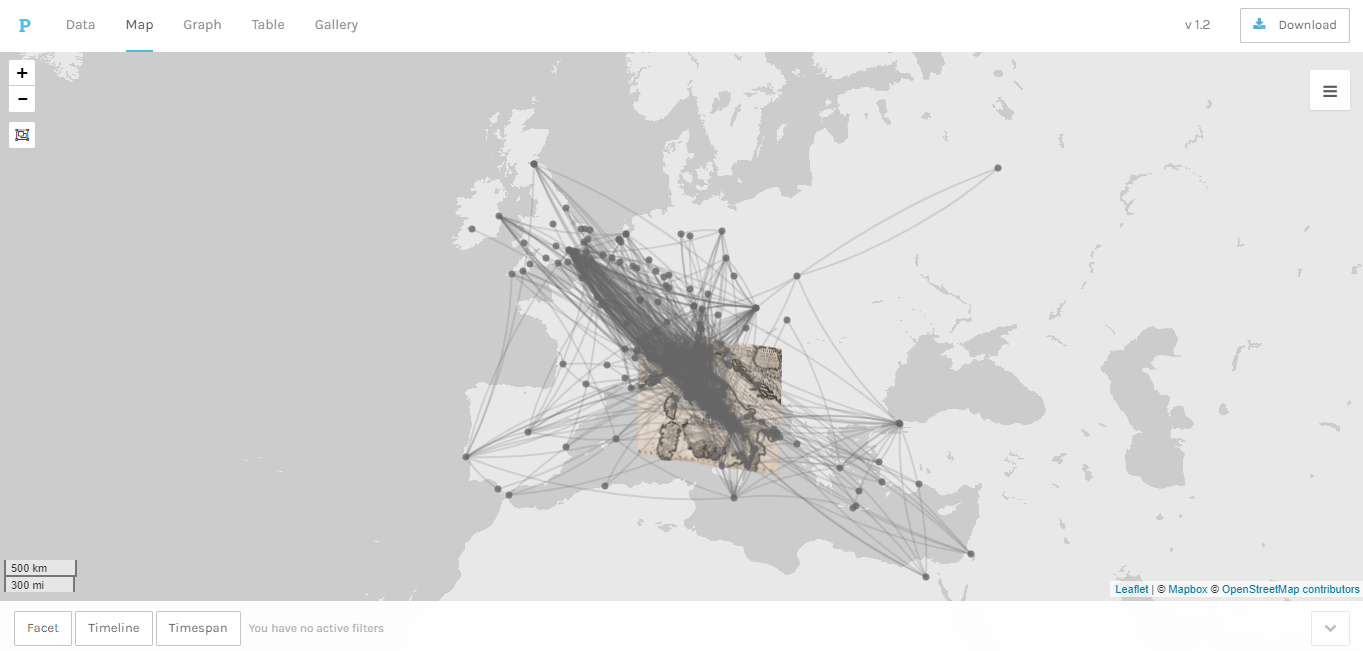 P Data Map Graph Table Gallery v 1.2 Download
+
−
500 km
300 mi
Leaflet | © Mapbox © OpenStreetMap contributors
Facet Timeline Timespan You have no active filters